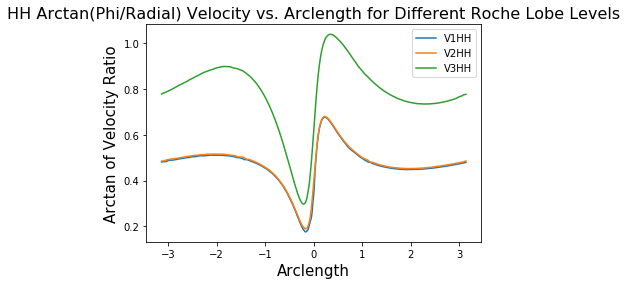 HH Arctan(Phi/Radial) Velocity vs. Arclength for Different Roche Lobe Levels
Arctan of Velocity Ratio
1.0
0.8
0.6
0.4
0.2
V1HH
V2HH
V3HH
−3 −2 −1 0 1 2 3
Arclength